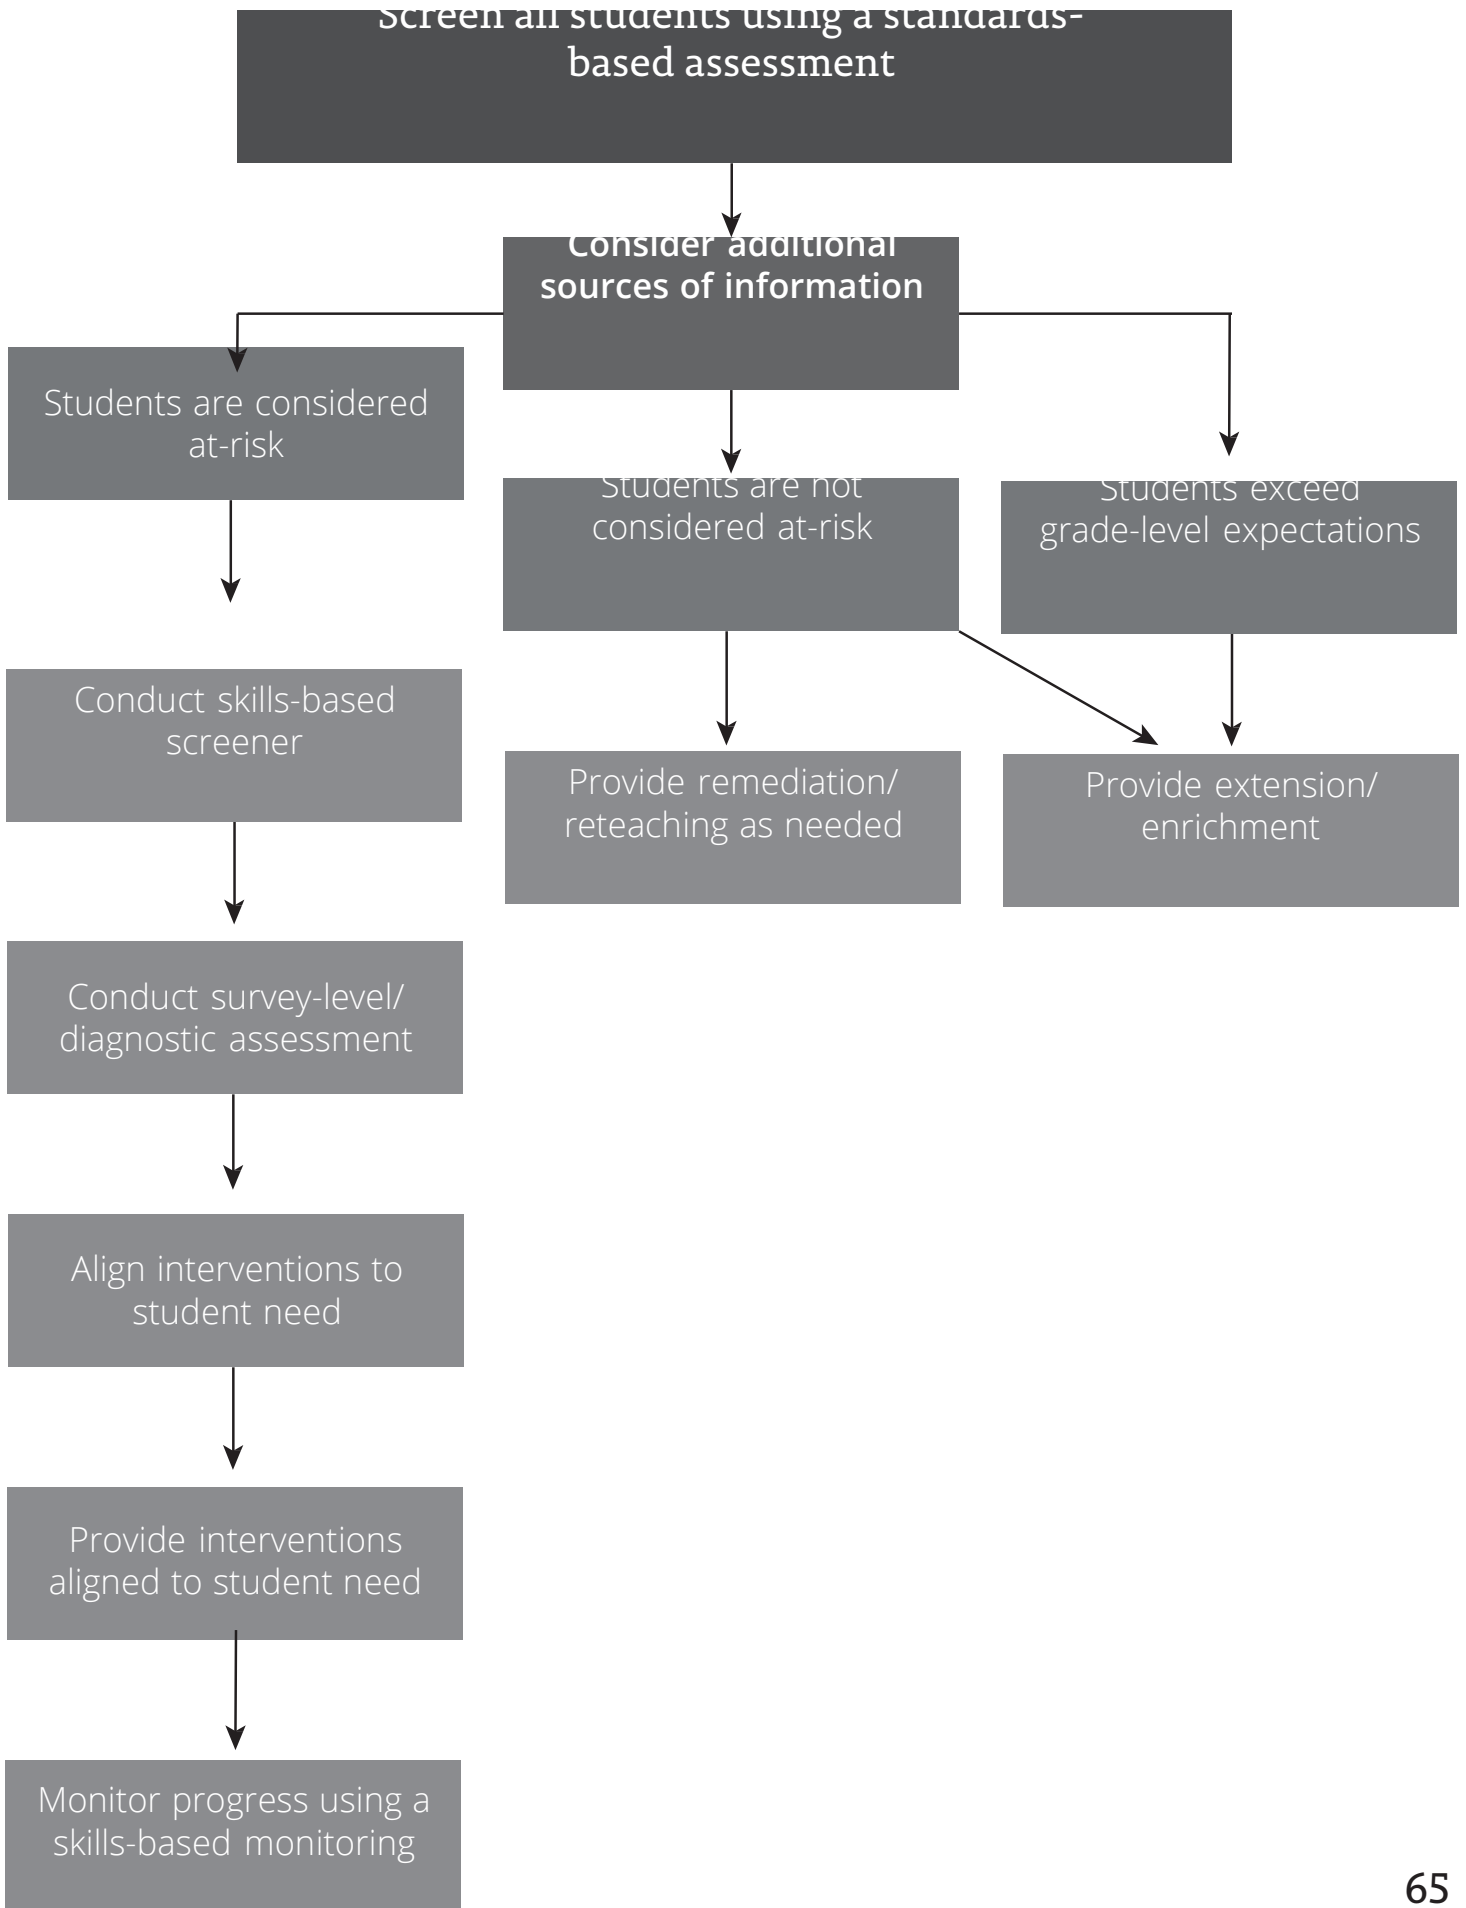 Screen all students using a standards-
based assessment
Consider additional
sources of information
Students are considered
at-risk
Students are not
considered at-risk
Students exceed
grade-level expectations
Conduct skills-based
screener
Provide remediation/
reteaching as needed
Provide extension/
enrichment
Conduct survey-level/
diagnostic assessment
Align interventions to
student need
Provide interventions
aligned to student need
Monitor progress using a
skills-based monitoring
65